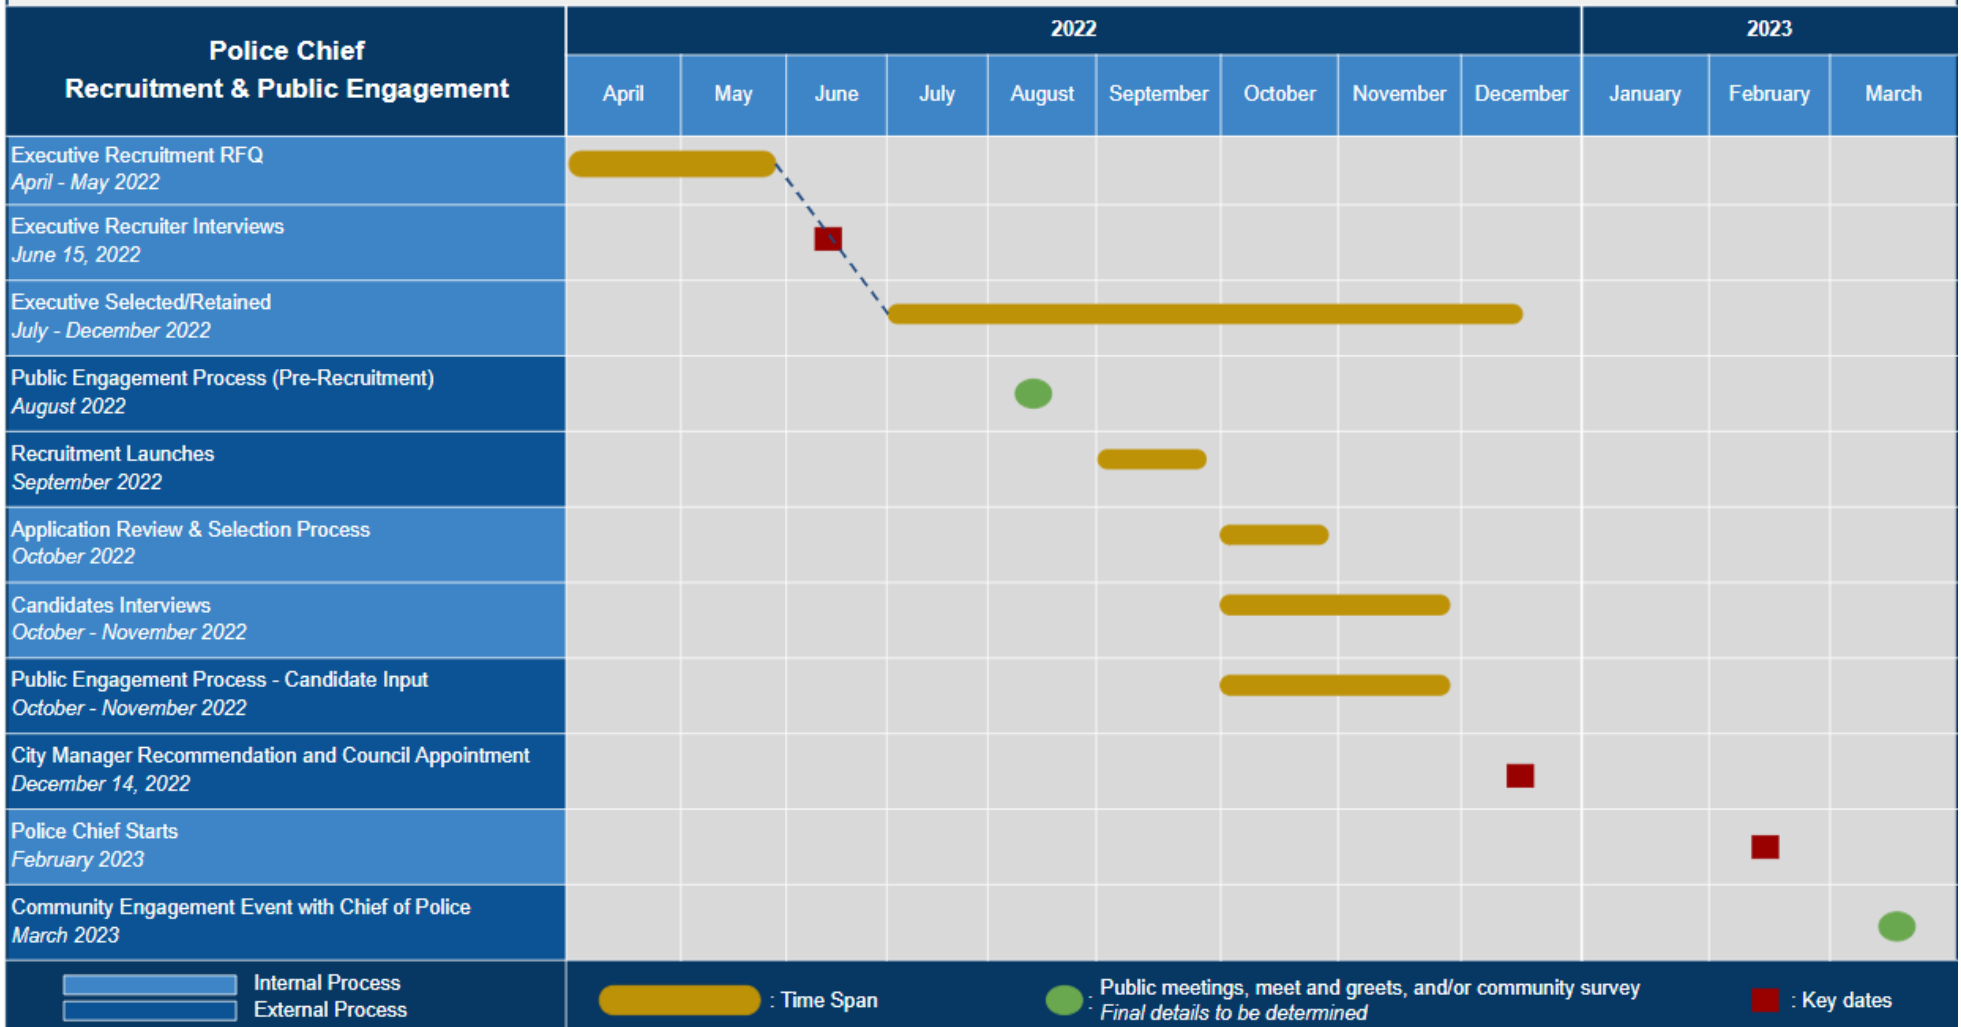 Police Chief
Recruitment & Public Engagement
2022
2023
April
May
June
July
August
September
October
November
December
January
February
March
Executive Recruitment RFQ
April - May 2022
Executive Recruiter Interviews
June 15, 2022
Executive Selected/Retained
July - December 2022
Public Engagement Process (Pre-Recruitment)
August 2022
Recruitment Launches
September 2022
Application Review & Selection Process
October 2022
Candidates Interviews
October - November 2022
Public Engagement Process - Candidate Input
October - November 2022
City Manager Recommendation and Council Appointment
December 14, 2022
Police Chief Starts
February 2023
Community Engagement Event with Chief of Police
March 2023
Internal Process
External Process
: Time Span
: Public meetings, meet and greets, and/or community survey
Final details to be determined
: Key dates